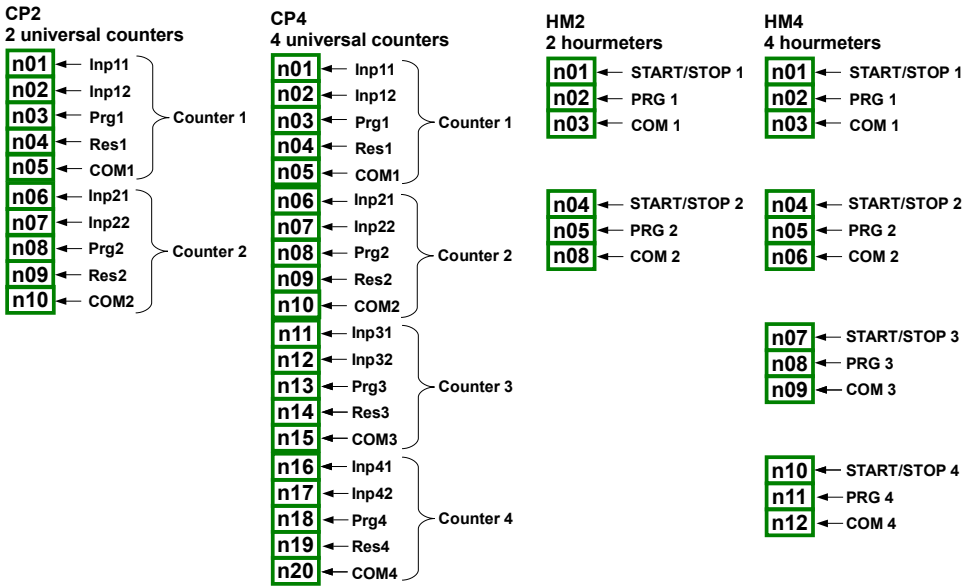 CP2
2 universal counters
n01 Inp11
n02 Inp12
n03 Prg1
n04 Res1
n05 COM1
Counter 1
n06 Inp21
n07 Inp22
n08 Prg2
n09 Res2
n10 COM2
Counter 2
CP4
4 universal counters
n01 Inp11
n02 Inp12
n03 Prg1
n04 Res1
n05 COM1
Counter 1
n06 Inp21
n07 Inp22
n08 Prg2
n09 Res2
n10 COM2
Counter 2
n11 Inp31
n12 Inp32
n13 Prg3
n14 Res3
n15 COM3
Counter 3
n16 Inp41
n17 Inp42
n18 Prg4
n19 Res4
n20 COM4
Counter 4
HM2
2 hourmeters
n01 START/STOP 1
n02 PRG 1
n03 COM 1
n04 START/STOP 2
n05 PRG 2
n08 COM 2
HM4
4 hourmeters
n01 START/STOP 1
n02 PRG 1
n03 COM 1
n04 START/STOP 2
n05 PRG 2
n06 COM 2
n07 START/STOP 3
n08 PRG 3
n09 COM 3
n10 START/STOP 4
n11 PRG 4
n12 COM 4